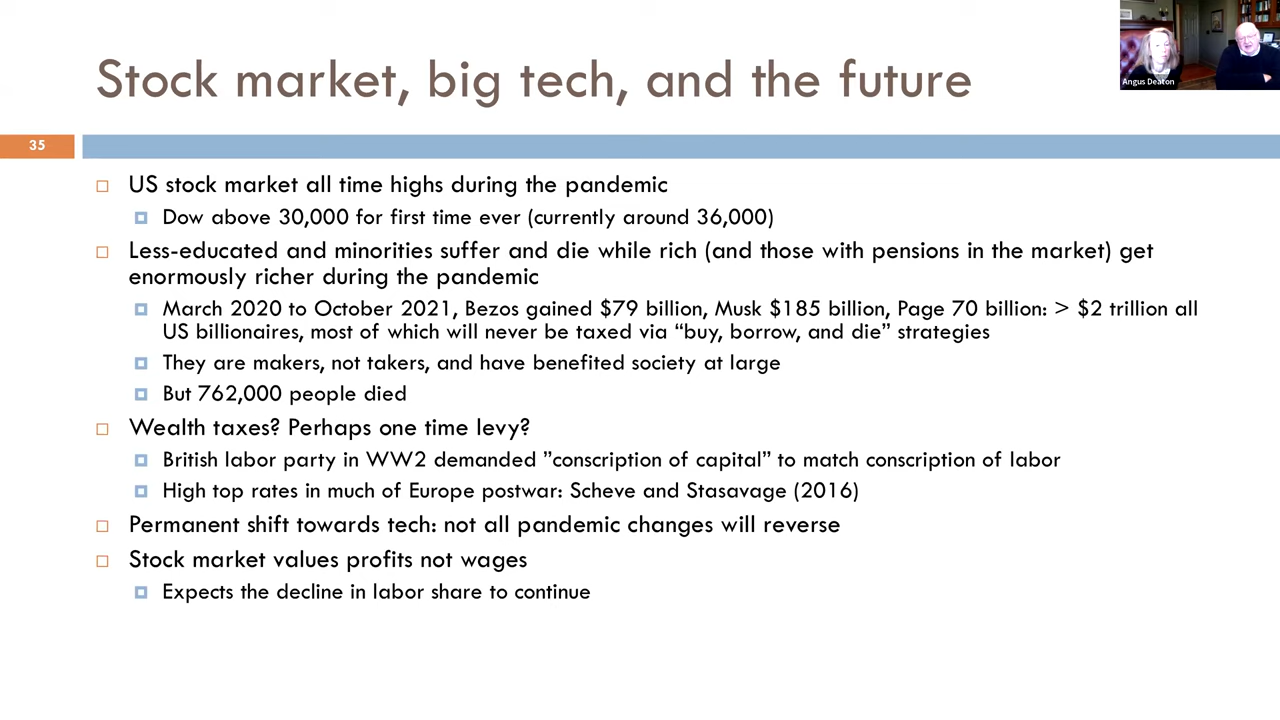 Stock market, big tech, and the future
Angus Deaton
35
US stock market all time highs during the pandemic
Dow above 30,000 for first time ever (currently around 36,000)
Less-educated and minorities suffer and die while rich (and those with pensions in the market) get
enormously richer during the pandemic
March 2020 to October 2021, Bezos gained $79 billion, Musk $185 billion, Page 70 billion: > $2 trillion all
US billionaires, most of which will never be taxed via “buy, borrow, and die” strategies
They are makers, not takers, and have benefited society at large
But 762,000 people died
Wealth taxes? Perhaps one time levy?
British labor party in WW2 demanded ”conscription of capital” to match conscription of labor
High top rates in much of Europe postwar: Scheve and Stasavage (2016)
Permanent shift towards tech: not all pandemic changes will reverse
Stock market values profits not wages
Expects the decline in labor share to continue